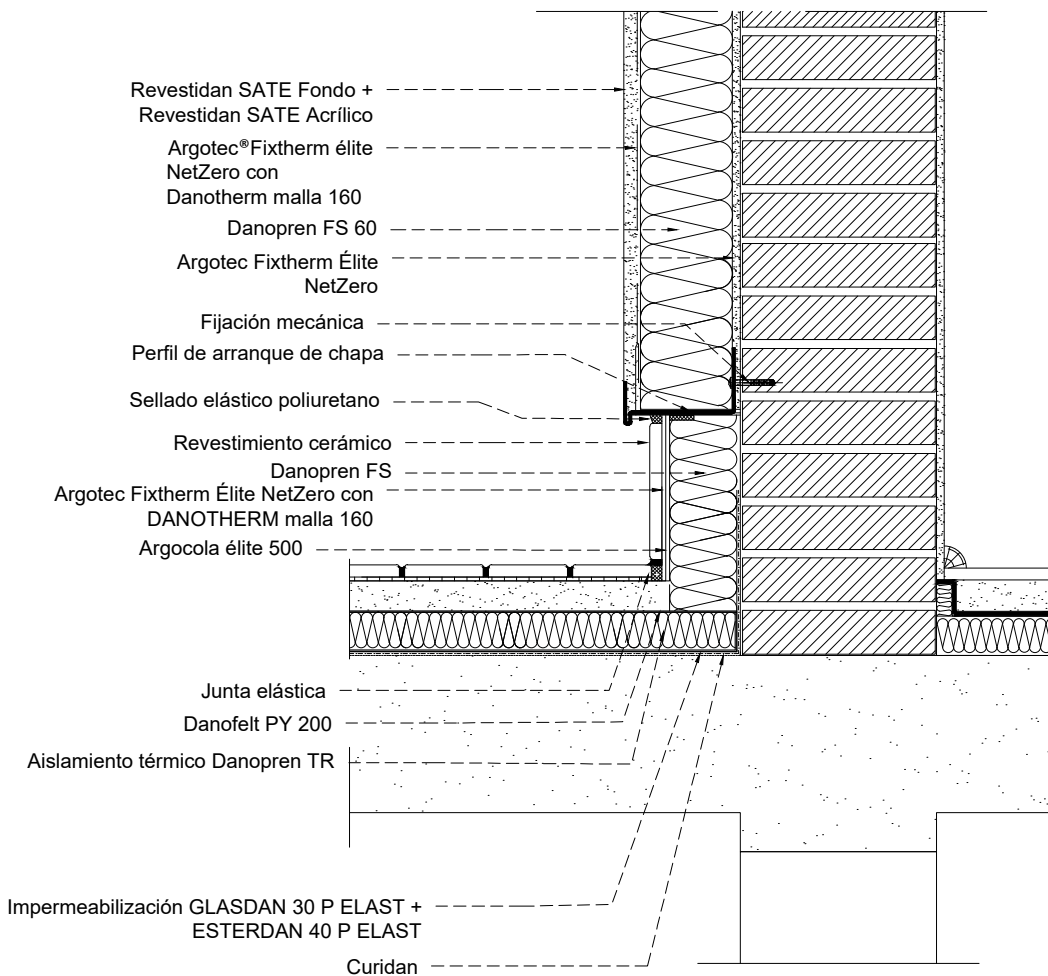 Revestidan SATE Fondo +
Revestidan SATE Acrílico
Argotec®Fixtherm élite
NetZero con
Danotherm malla 160
Danopren FS 60
Argotec Fixtherm Élite
NetZero
Fijación mecánica
Perfil de arranque de chapa
Sellado elástico poliuretano
Revestimiento cerámico
Danopren FS
Argotec Fixtherm Élite NetZero con
DANOTHERM malla 160
Argocola élite 500
Junta elástica
Danofelt PY 200
Aislamiento térmico Danopren TR
Impermeabilización GLASDAN 30 P ELAST +
ESTERDAN 40 P ELAST
Curidan